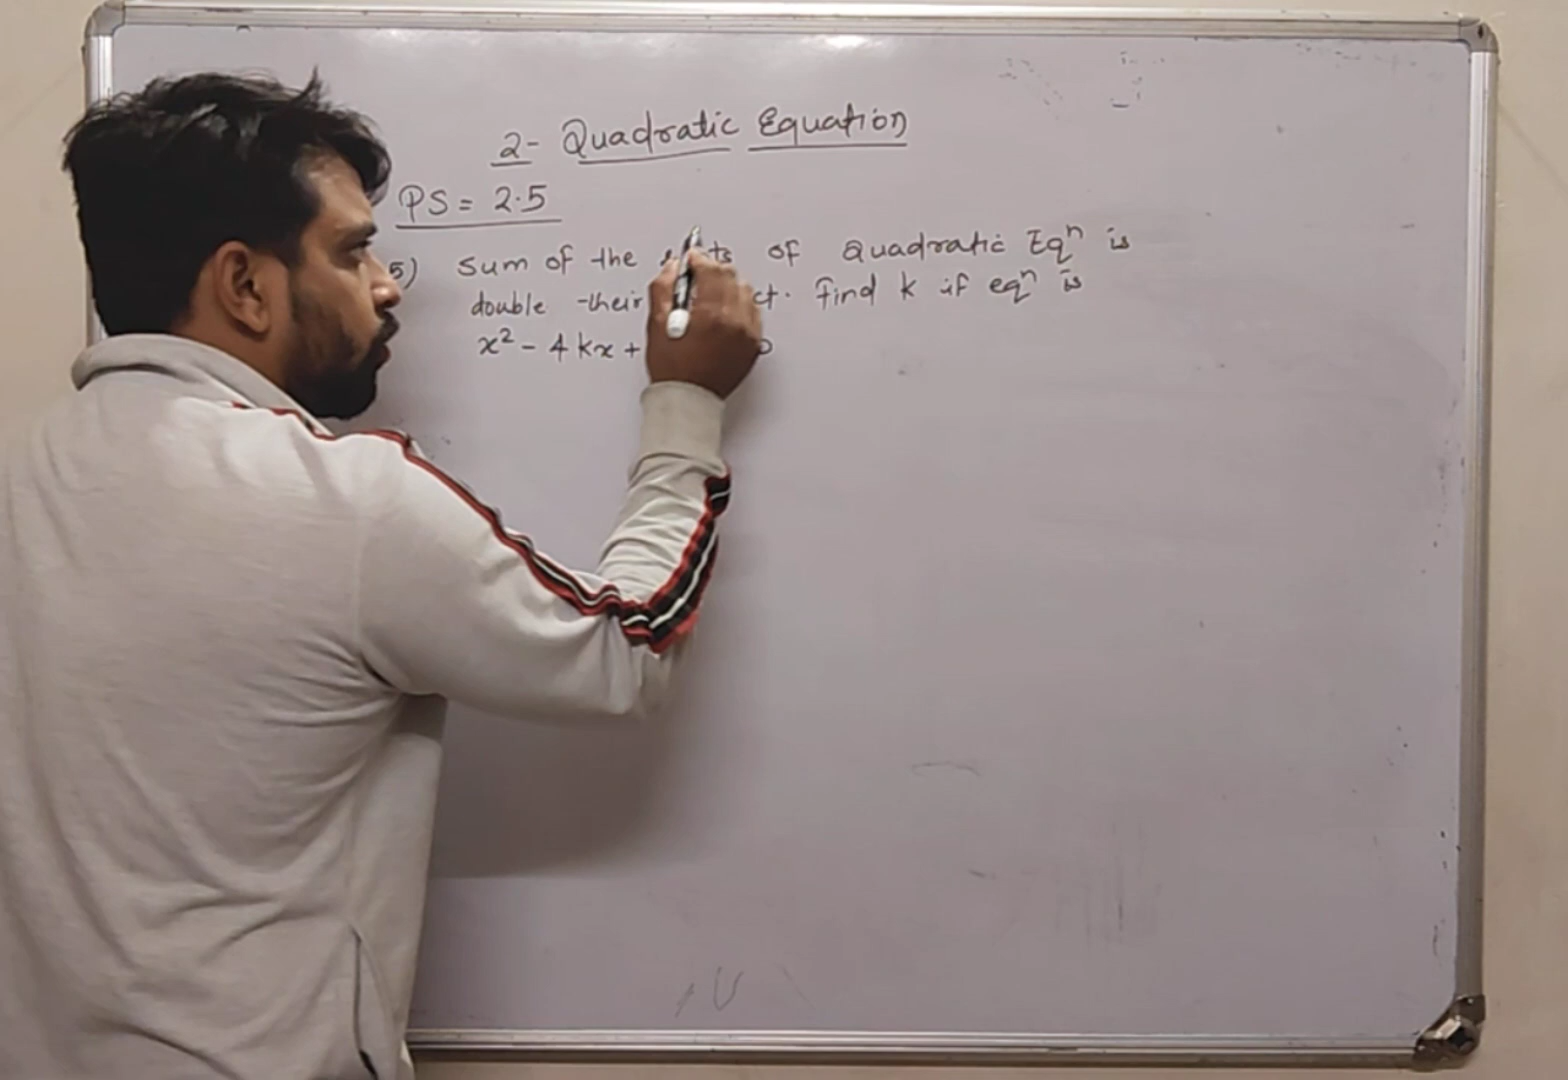 2- Quadratic Equation
PS = 2.5
5) Sum of the of Quadratic Eqⁿ is
double their find k if eqⁿ is
x² - 4kx +